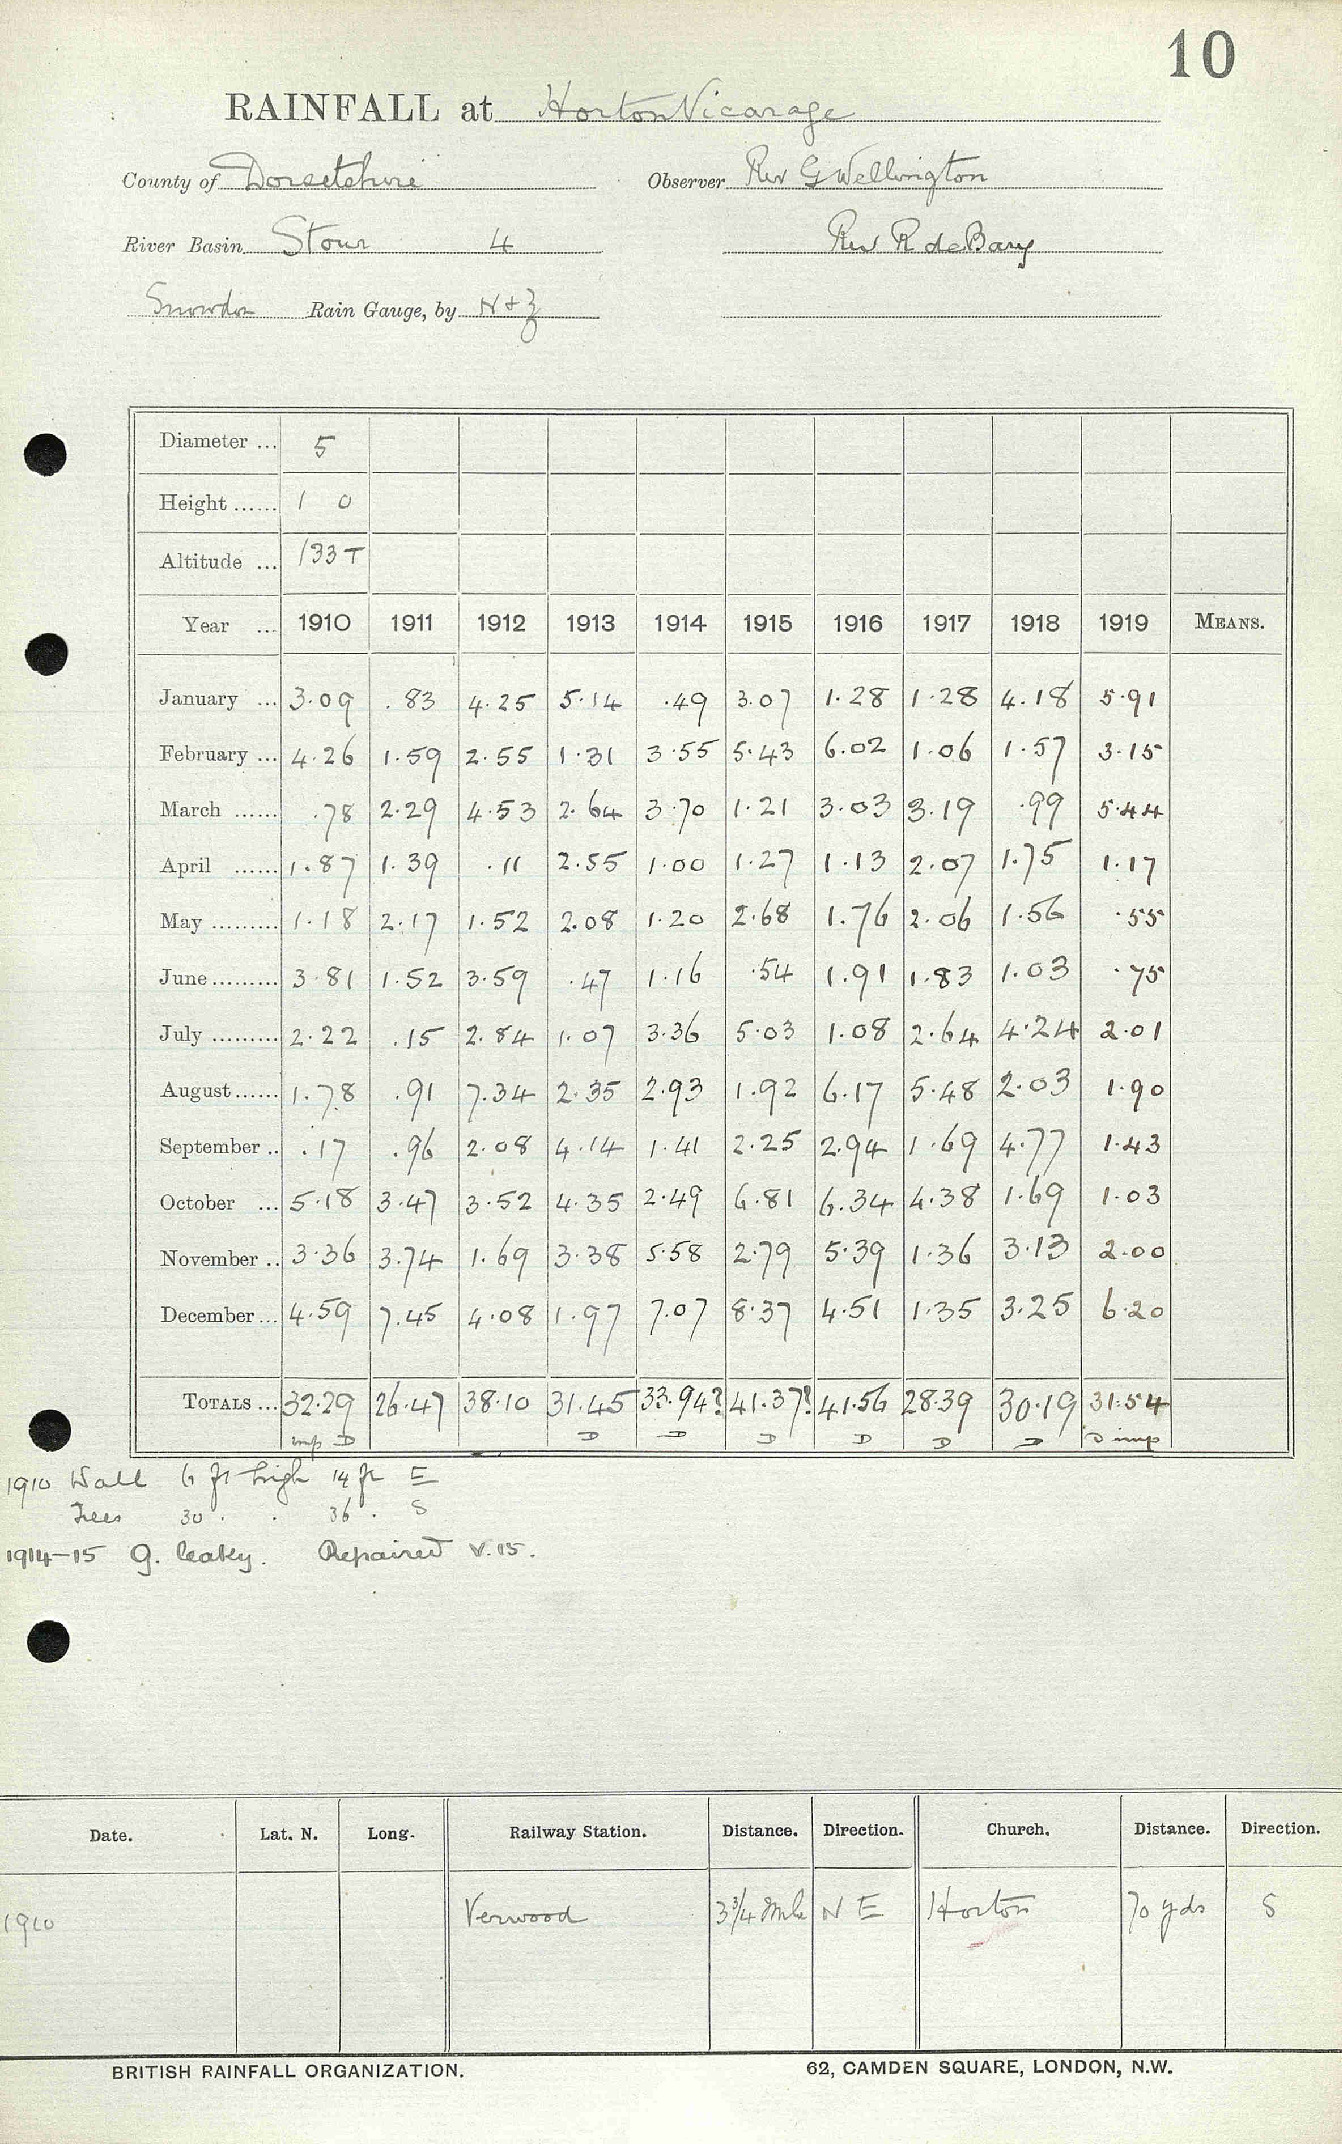 10
RAINFALL at Horton Vicarage
County of Dorsetshire Observer Rev G Wellington
River Basin Stour 4 Rev R de Bary
Snowdon Rain Gauge, by N + Z
Diameter ... 5
Height ...... 1 0
Altitude ... 133 T
Year ... 1910 1911 1912 1913 1914 1915 1916 1917 1918 1919 MEANS.
January ... 3.09 .83 4.25 5.14 .49 3.07 1.28 1.28 4.18 5.91
February ... 4.26 1.59 2.55 1.31 3.55 5.43 6.02 1.06 1.57 3.15
March ...... .78 2.29 4.53 2.64 3.70 1.21 3.03 3.19 .99 5.44
April ...... 1.87 1.39 .11 2.55 1.00 1.27 1.13 2.07 1.75 1.17
May ......... 1.18 2.17 1.52 2.08 1.20 2.68 1.76 2.06 1.56 .55
June ......... 3.81 1.52 3.59 .47 1.16 .54 1.91 1.83 1.03 .75
July ......... 2.22 .15 2.84 1.07 3.36 5.03 1.08 2.64 4.24 2.01
August ...... 1.78 .91 7.34 2.35 2.93 1.92 6.17 5.48 2.03 1.90
September .. .17 .96 2.08 4.14 1.41 2.25 2.94 1.69 4.77 1.43
October ... 5.18 3.47 3.52 4.35 2.49 6.81 6.34 4.38 1.69 1.03
November .. 3.36 3.74 1.69 3.38 5.58 2.79 5.39 1.36 3.13 2.00
December ... 4.59 7.45 4.08 1.97 7.07 8.37 4.51 1.35 3.25 6.20
TOTALS ... 32.29 26.47 38.10 31.45 33.94? 41.37? 41.56 28.39 30.19 31.54
imp D D D D D D D D imp
1910 Wall 6 ft high 14 ft E
Trees 30 . . 36 . S
1914-15 G. leaky. Repaired V.15.
Date. Lat. N. Long. Railway Station. Distance. Direction. Church. Distance. Direction.
1910 Verwood 3 3/4 Mile N E Horton 70 yds S
BRITISH RAINFALL ORGANIZATION. 62, CAMDEN SQUARE, LONDON, N.W.